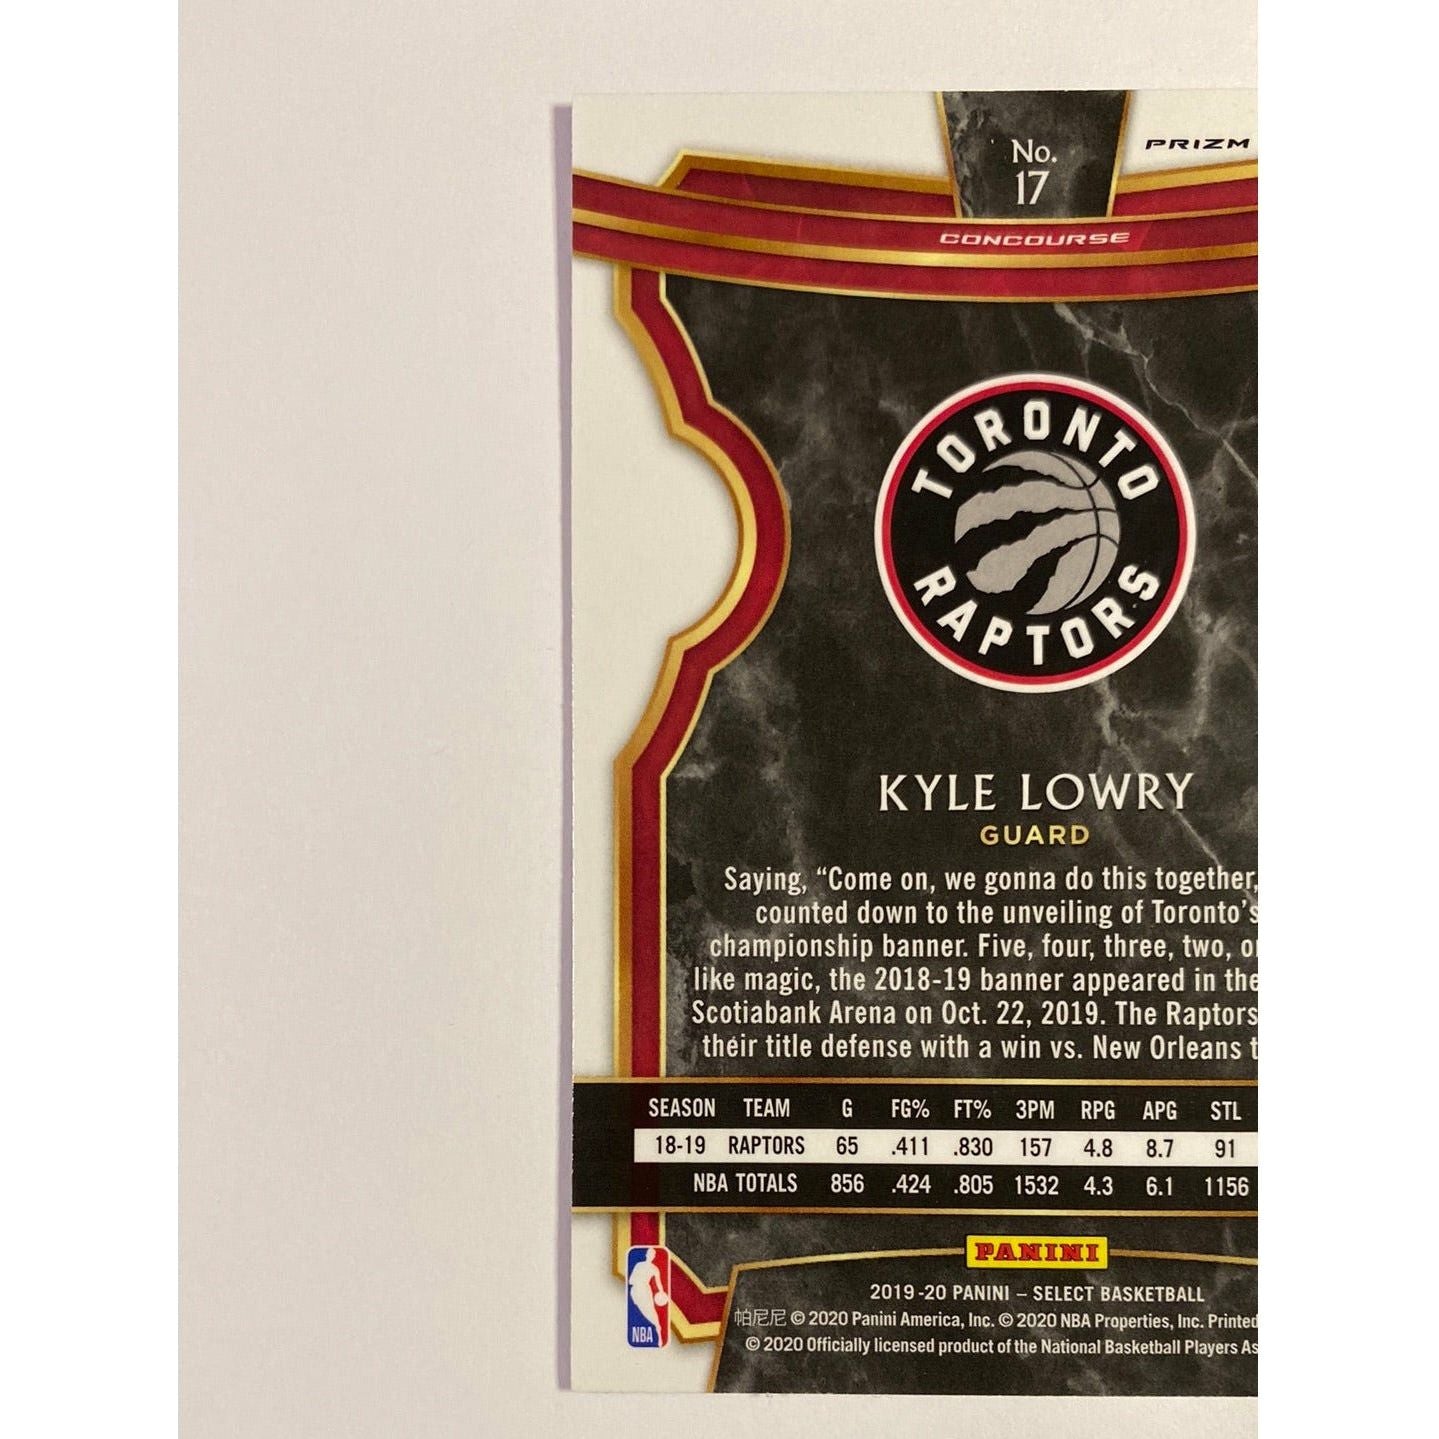 No.
17
PRIZM
CONCOURSE
TORONTO
RAPTORS
KYLE LOWRY
GUARD
Saying, “Come on, we gonna do this together,
counted down to the unveiling of Toronto’s
championship banner. Five, four, three, two,
like magic, the 2018-19 banner appeared in the
Scotiabank Arena on Oct. 22, 2019. The Raptors
their title defense with a win vs. New Orleans
SEASON TEAM G FG% FT% 3PM RPG APG STL
18-19 RAPTORS 65 .411 .830 157 4.8 8.7 91
NBA TOTALS 856 .424 .805 1532 4.3 6.1 1156
PANINI
NBA
2019-20 PANINI – SELECT BASKETBALL
帕尼尼 © 2020 Panini America, Inc. © 2020 NBA Properties, Inc. Printed
© 2020 Officially licensed product of the National Basketball Players